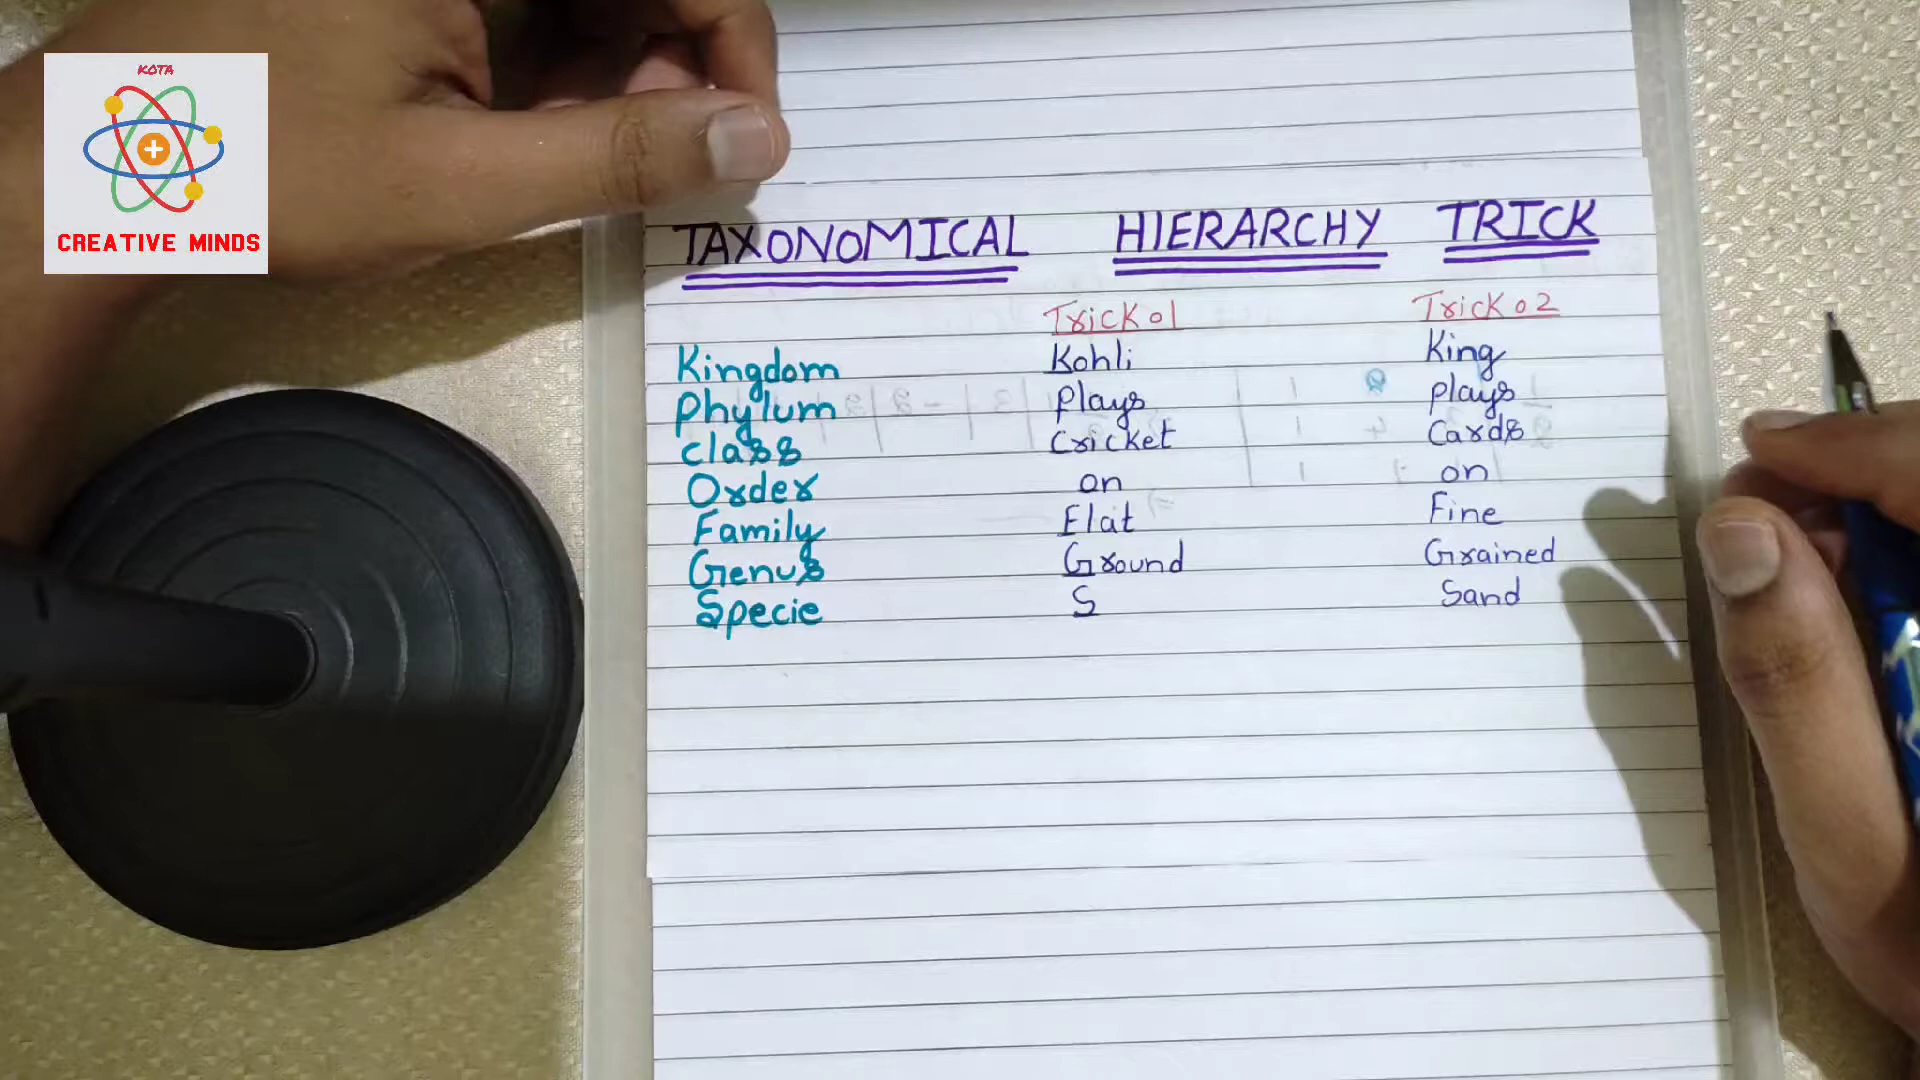 KOTA
CREATIVE MINDS
TAXONOMICAL HIERARCHY TRICK
Trick 01 Trick 02
Kingdom Kohli King
Phylum Plays plays
Class Cricket Cards
Order on on
Family Flat Fine
Genus Ground Grained
Specie S Sand